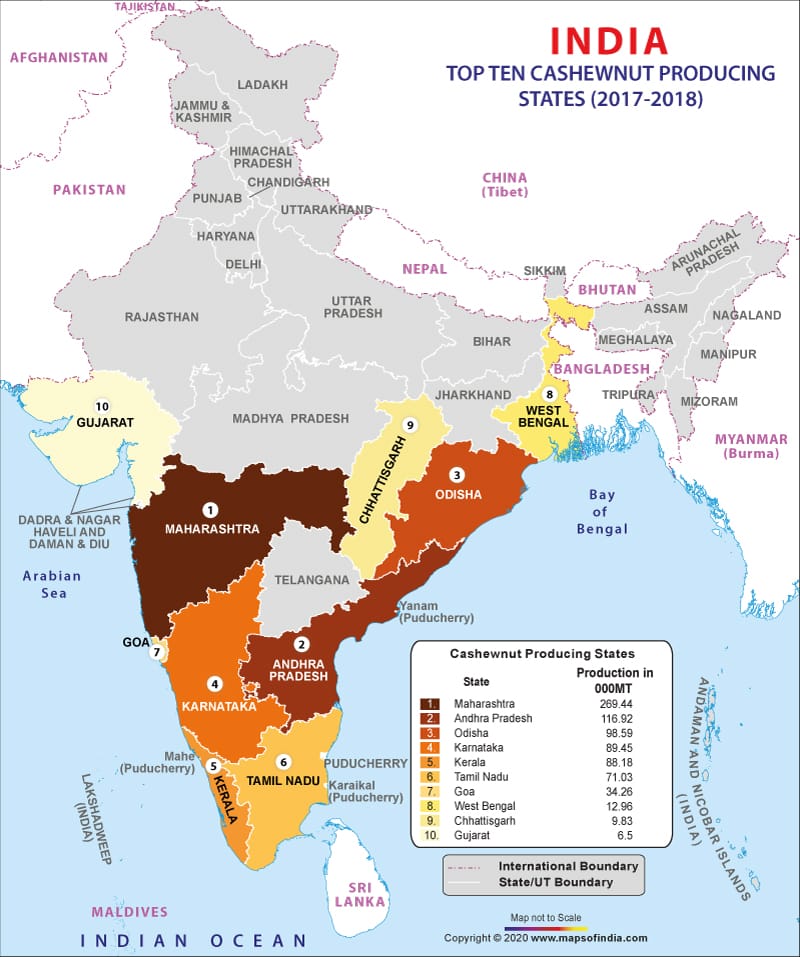 TAJIKISTAN
INDIA
TOP TEN CASHEWNUT PRODUCING
STATES (2017-2018)
AFGHANISTAN
LADAKH
JAMMU &
KASHMIR
HIMACHAL
PRADESH
CHANDIGARH
CHINA
(Tibet)
PAKISTAN
PUNJAB
UTTARAKHAND
HARYANA
DELHI
ARUNACHAL
PRADESH
NEPAL
SIKKIM
BHUTAN
RAJASTHAN
UTTAR
PRADESH
ASSAM
NAGALAND
BIHAR
MEGHALAYA
MANIPUR
BANGLADESH
JHARKHAND
TRIPURA
MIZORAM
10
GUJARAT
MADHYA PRADESH
9
CHHATTISGARH
8
WEST
BENGAL
MYANMAR
(Burma)
3
ODISHA
1
MAHARASHTRA
DADRA & NAGAR
HAVELI AND
DAMAN & DIU
Bay
of
Bengal
Arabian
Sea
TELANGANA
Yanam
(Puducherry)
GOA
7
2
ANDHRA
PRADESH
4
KARNATAKA
Mahe
(Puducherry)
5
KERALA
6
TAMIL NADU
PUDUCHERRY
Karaikal
(Puducherry)
LAKSHADWEEP
(INDIA)
ANDAMAN AND NICOBAR ISLANDS
(INDIA)
Cashewnut Producing States
State Production in
000MT
1. Maharashtra 269.44
2. Andhra Pradesh 116.92
3. Odisha 98.59
4. Karnataka 89.45
5. Kerala 88.18
6. Tamil Nadu 71.03
7. Goa 34.26
8. West Bengal 12.96
9. Chhattisgarh 9.83
10. Gujarat 6.5
International Boundary
State/UT Boundary
SRI
LANKA
MALDIVES
INDIAN OCEAN
Map not to Scale
Copyright © 2020 www.mapsofindia.com